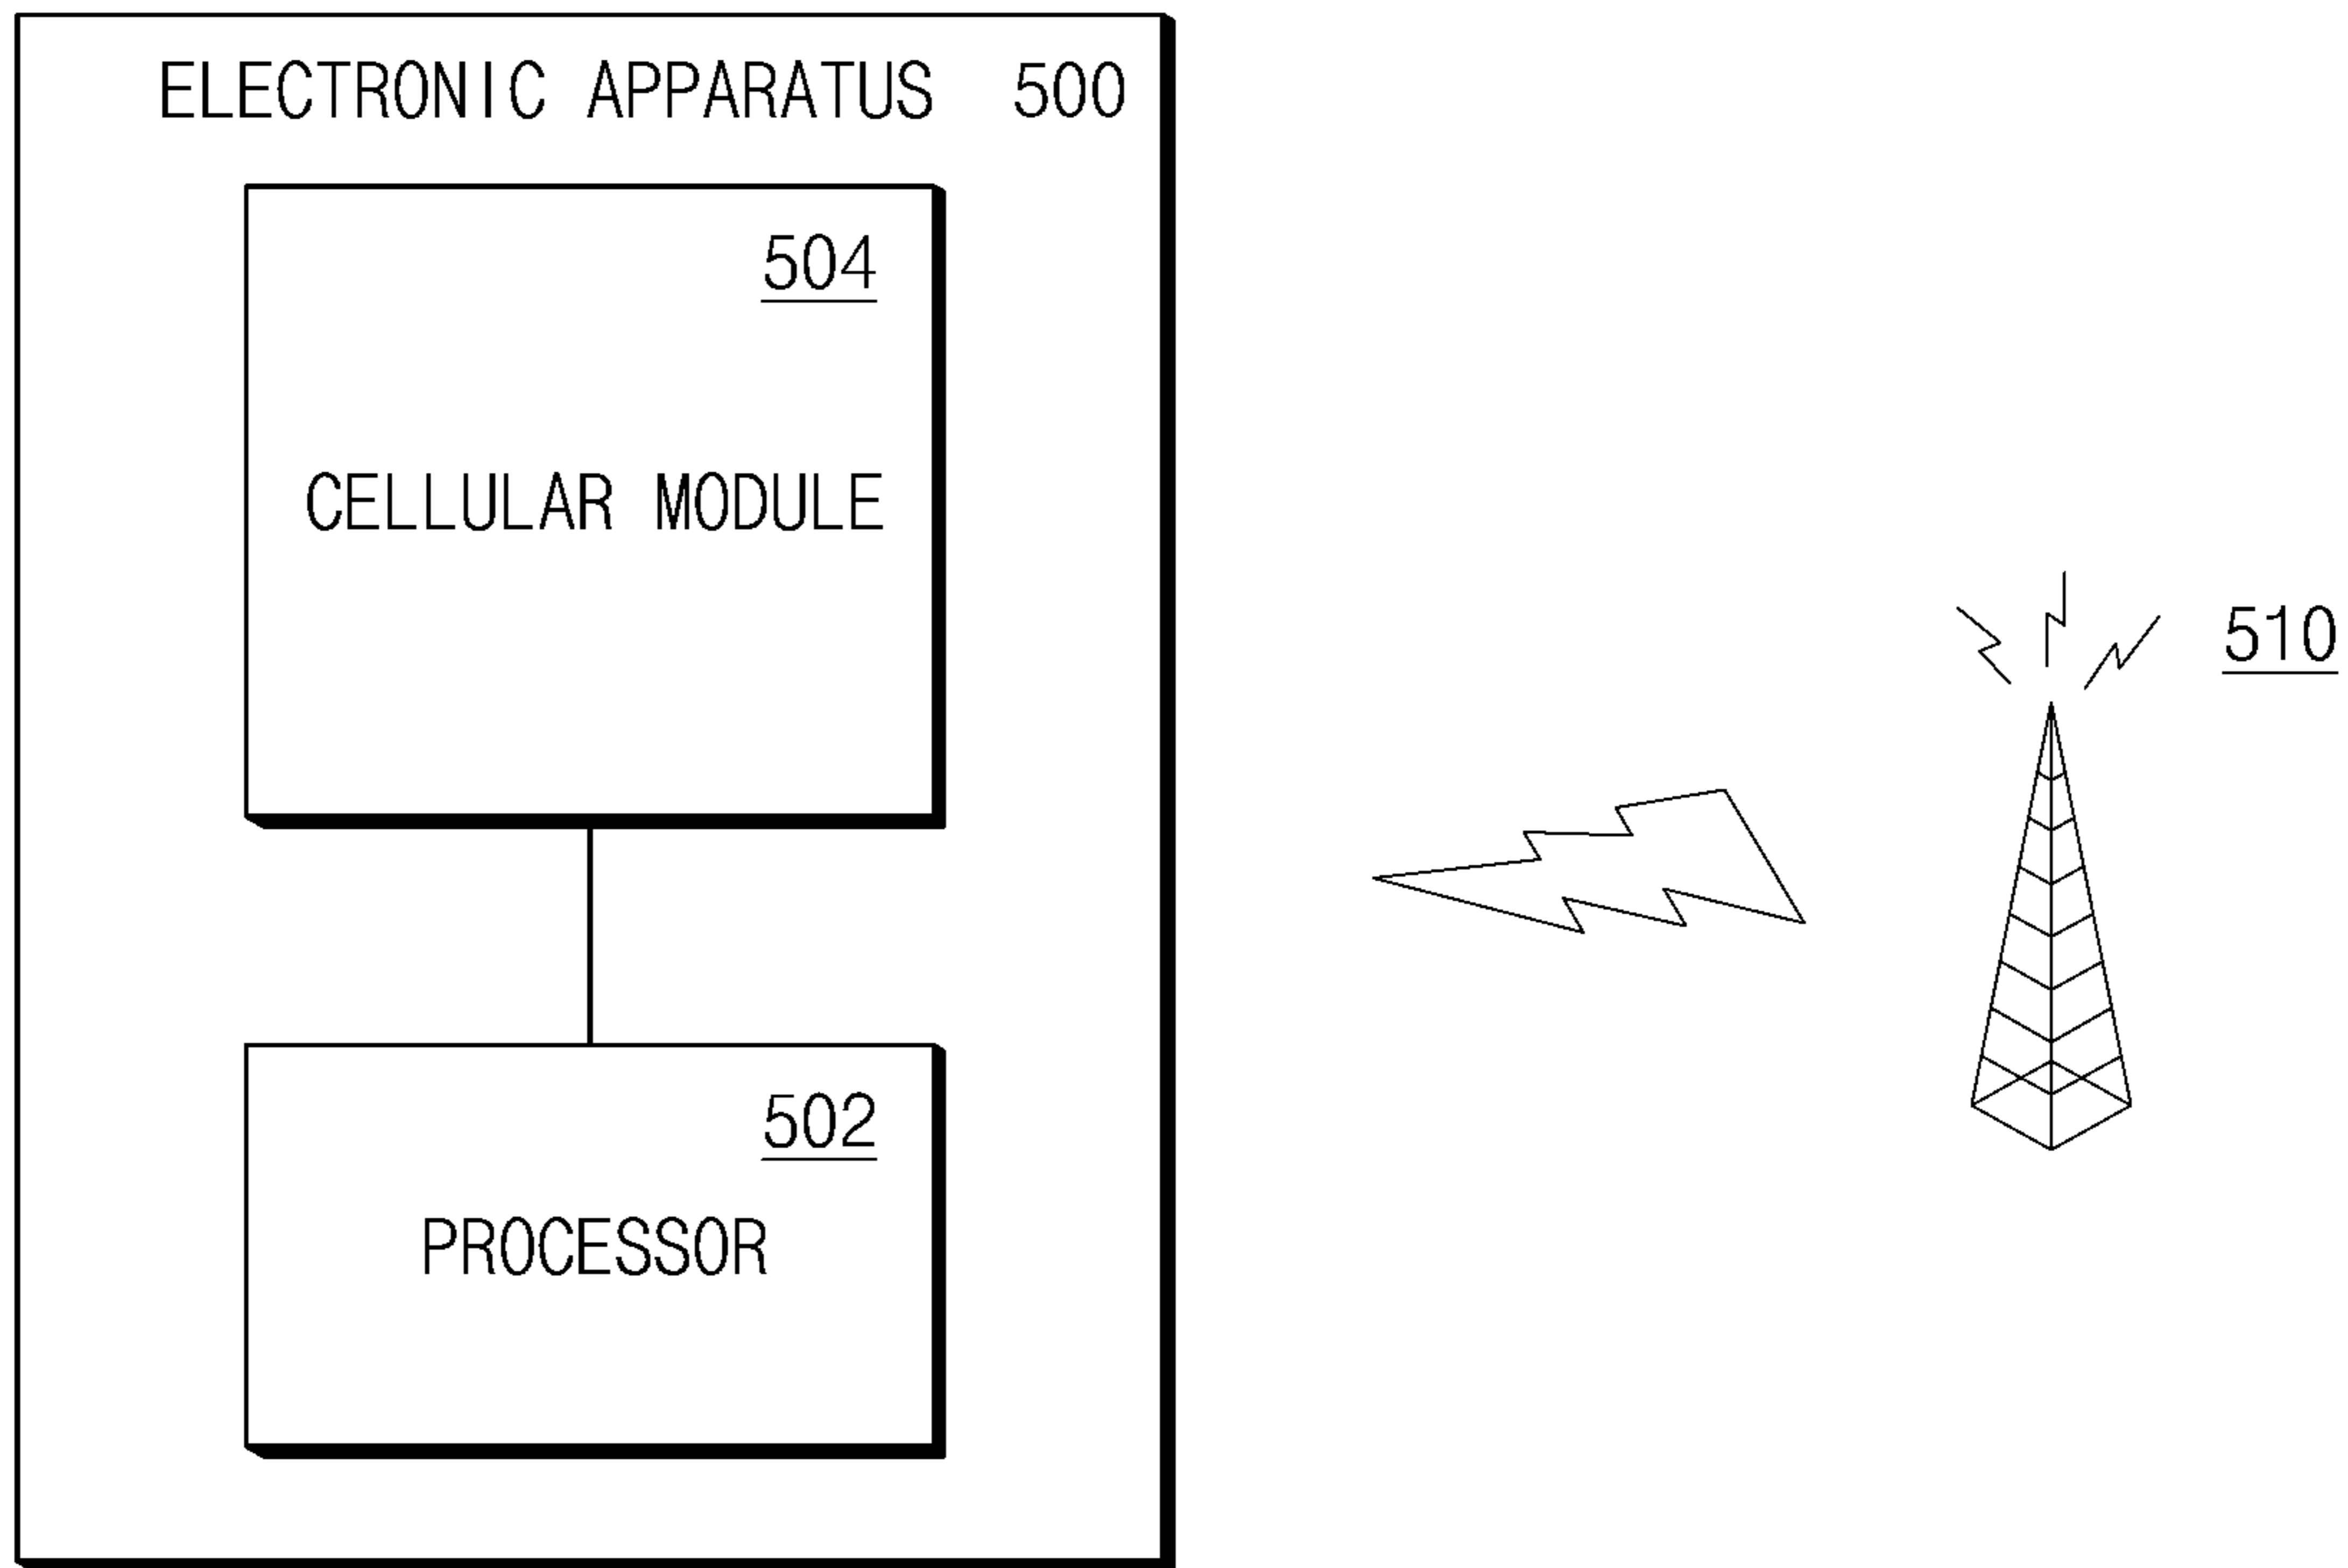 ELECTRONIC APPARATUS 500
504
CELLULAR MODULE
510
502
PROCESSOR